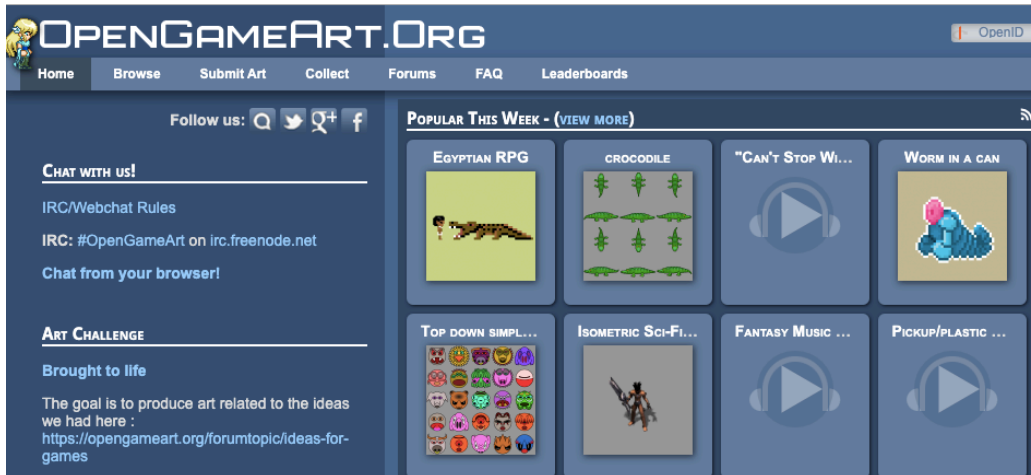 OpenGameArt.Org
OpenID
Home Browse Submit Art Collect Forums FAQ Leaderboards
Follow us:
Chat with us!
IRC/Webchat Rules
IRC: #OpenGameArt on irc.freenode.net
Chat from your browser!
Art Challenge
Brought to life
The goal is to produce art related to the ideas
we had here :
https://opengameart.org/forumtopic/ideas-for-
games
Popular This Week - (view more)
Egyptian RPG
crocodile
"Can't Stop Wi...
Worm in a can
Top down simpl...
Isometric Sci-Fi...
Fantasy Music ...
Pickup/plastic ...